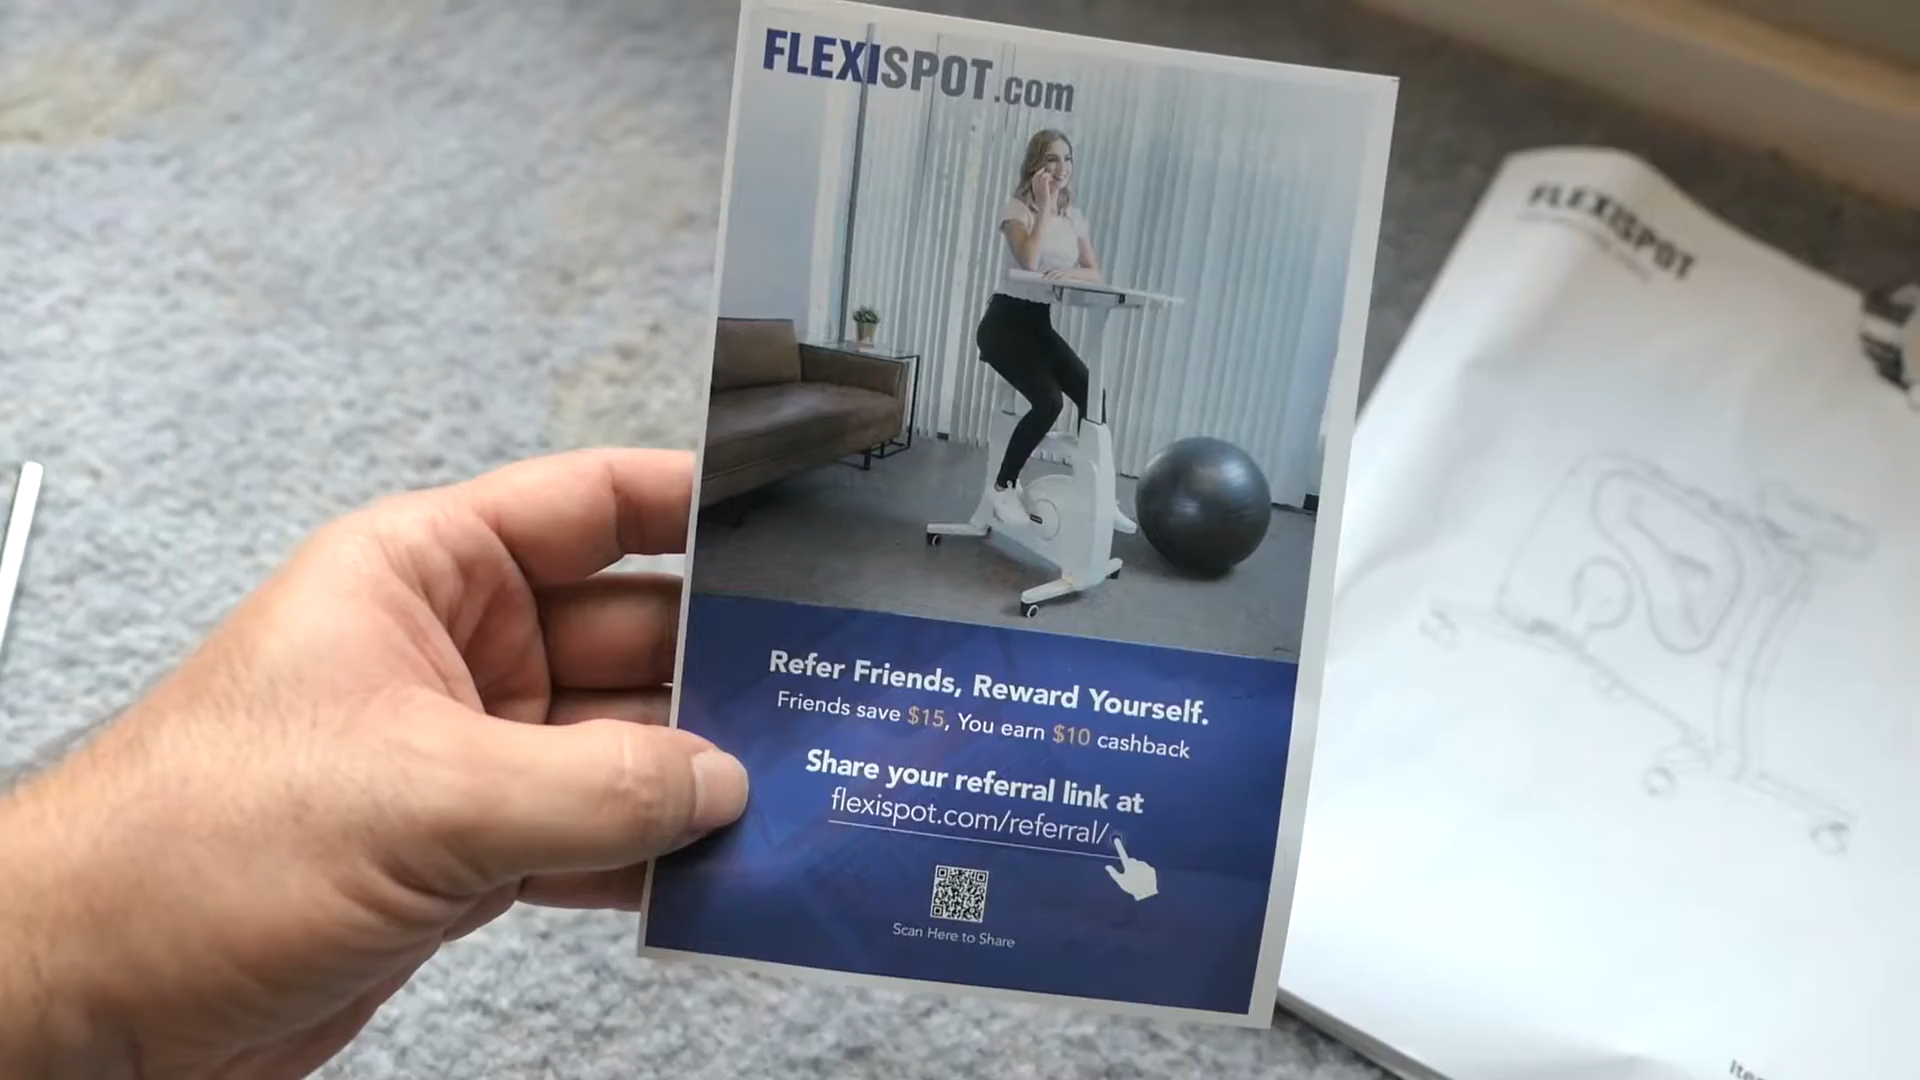 FLEXISPOT.com
Refer Friends, Reward Yourself.
Friends save $15, You earn $10 cashback
Share your referral link at
flexispot.com/referral/
Scan Here to Share
FLEXISPOT